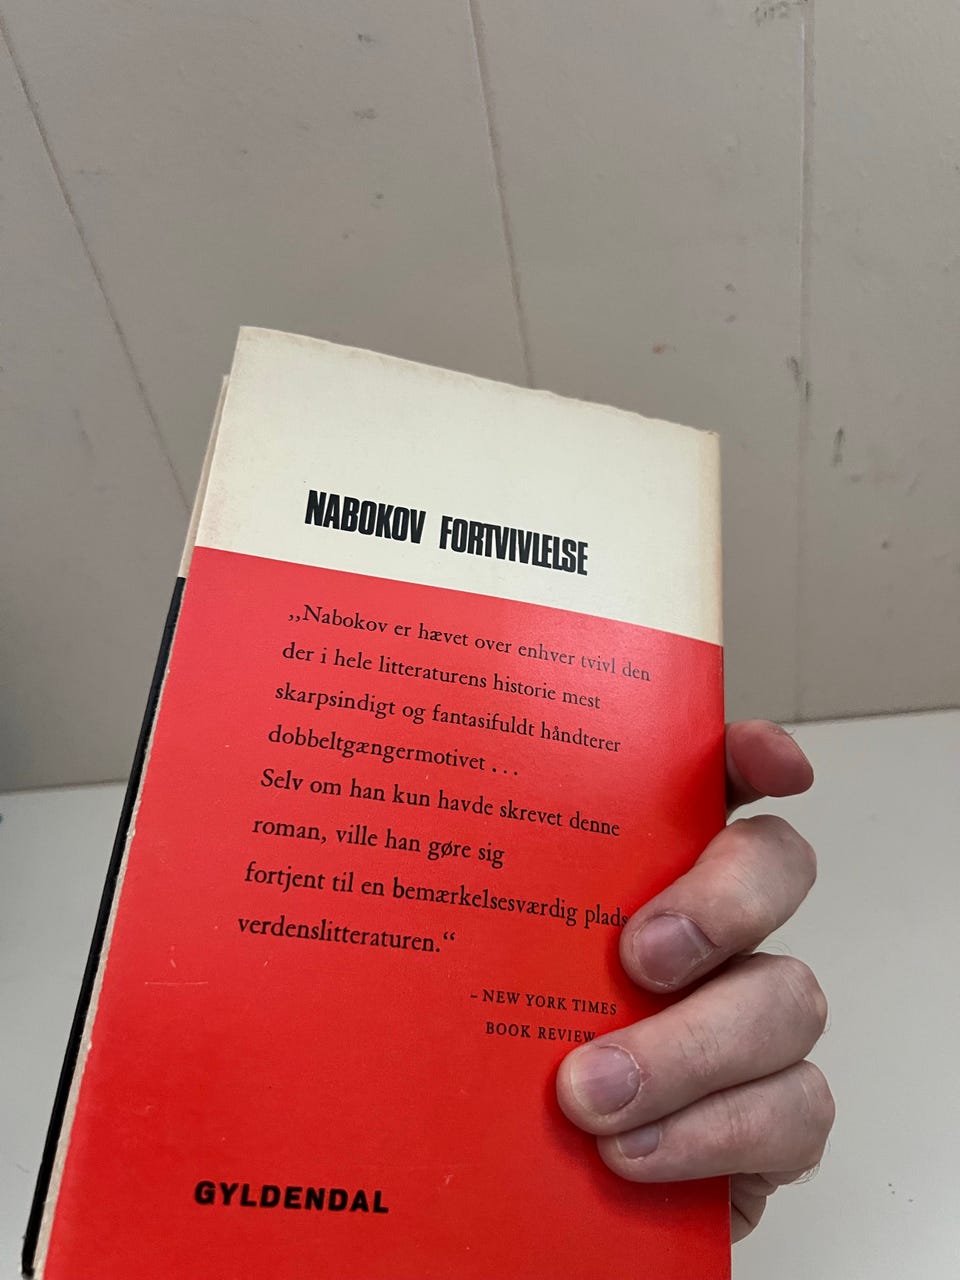 NABOKOV FORTVIVLELSE
„Nabokov er hævet over enhver tvivl den
der i hele litteraturens historie mest
skarpsindigt og fantasifuldt håndterer
dobbeltgængermotivet ...
Selv om han kun havde skrevet denne
roman, ville han gøre sig
fortjent til en bemærkelsesværdig plads
verdenslitteraturen.“
– NEW YORK TIMES
BOOK REVIEW
GYLDENDAL